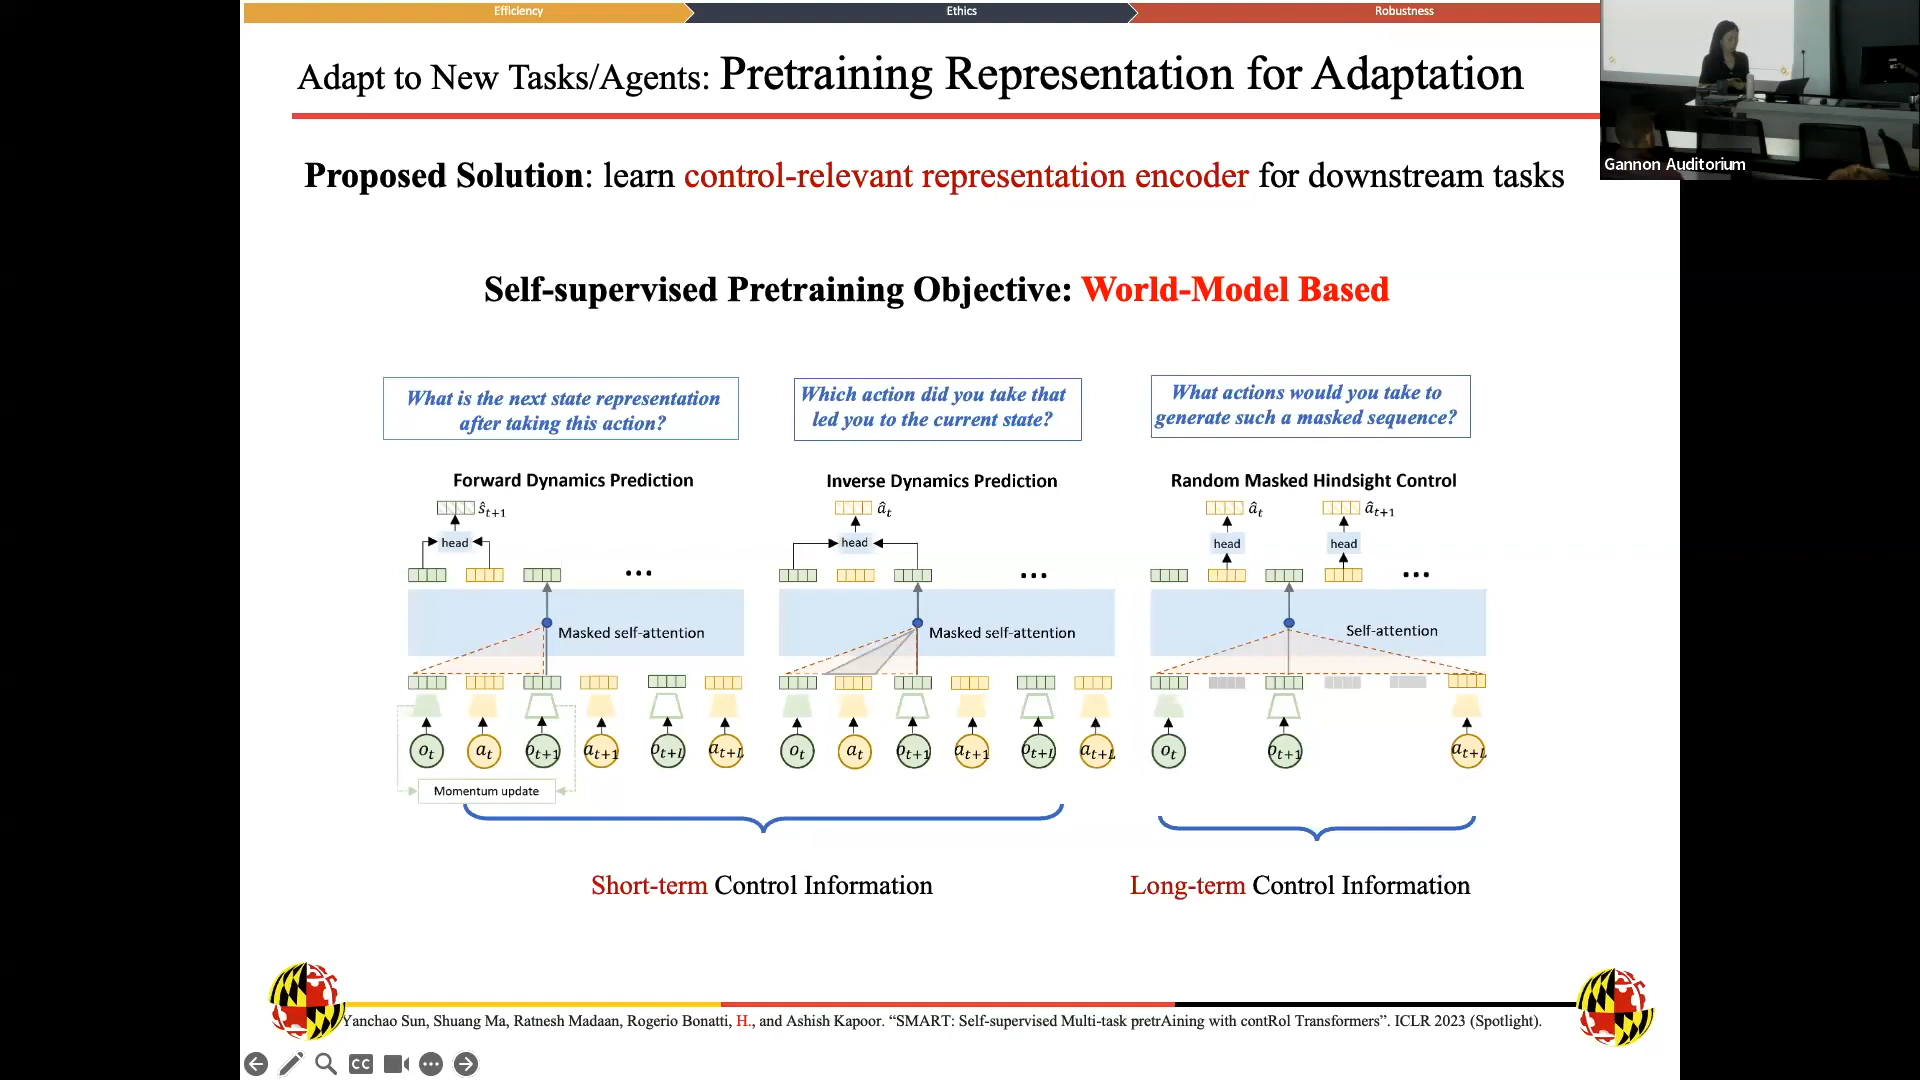 Efficiency
Ethics
Robustness
Adapt to New Tasks/Agents: Pretraining Representation for Adaptation
Gannon Auditorium
Proposed Solution: learn control-relevant representation encoder for downstream tasks
Self-supervised Pretraining Objective: World-Model Based
What is the next state representation
after taking this action?
Which action did you take that
led you to the current state?
What actions would you take to
generate such a masked sequence?
Forward Dynamics Prediction
ŝt+1
head
...
Masked self-attention
ot at ot+1 at+1 ot+L at+L
Momentum update
Inverse Dynamics Prediction
ât
head
...
Masked self-attention
ot at ot+1 at+1 ot+L at+L
Random Masked Hindsight Control
ât ât+1
head head
...
Self-attention
ot ot+1 at+L
Short-term Control Information
Long-term Control Information
Yanchao Sun, Shuang Ma, Ratnesh Madaan, Rogerio Bonatti, H., and Ashish Kapoor. “SMART: Self-supervised Multi-task pretrAining with contRol Transformers”. ICLR 2023 (Spotlight).
CC